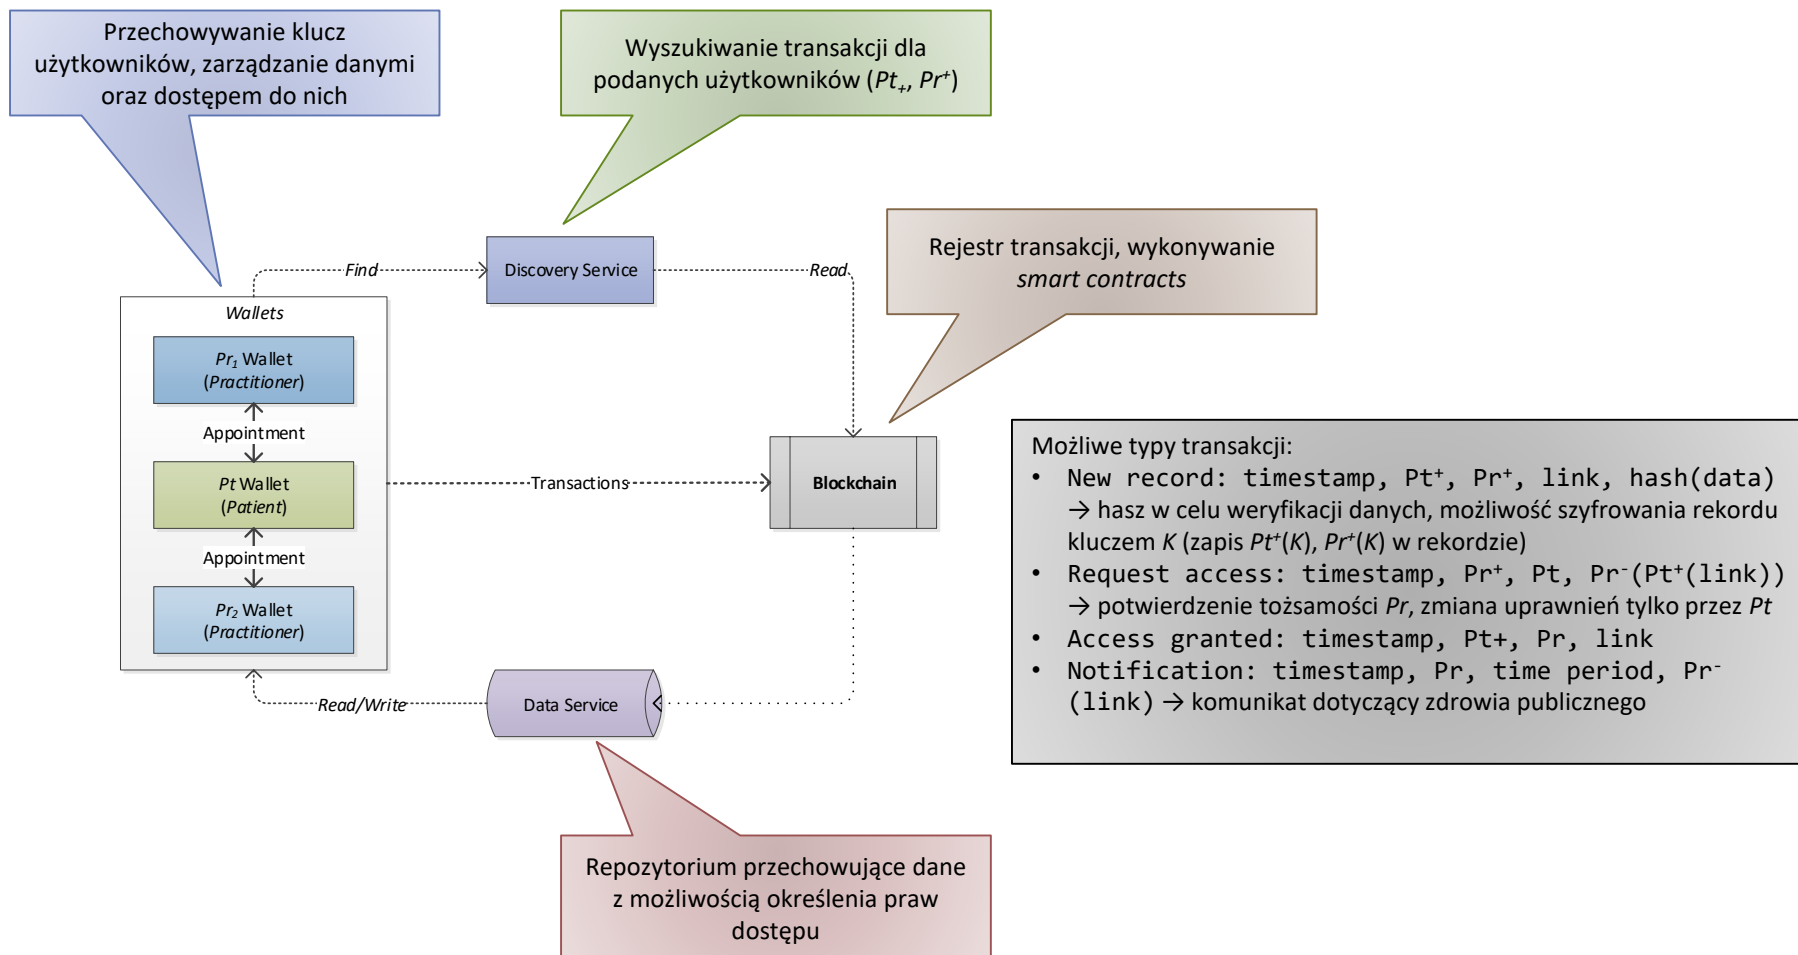 Przechowywanie klucz
użytkowników, zarządzanie danymi
oraz dostępem do nich
Wyszukiwanie transakcji dla
podanych użytkowników (Pt₊, Pr⁺)
Rejestr transakcji, wykonywanie
smart contracts
Find
Discovery Service
Read
Wallets
Pr₁ Wallet
(Practitioner)
Appointment
Pt Wallet
(Patient)
Appointment
Pr₂ Wallet
(Practitioner)
Transactions
Blockchain
Read/Write
Data Service
Możliwe typy transakcji:
• New record: timestamp, Pt⁺, Pr⁺, link, hash(data)
→ hasz w celu weryfikacji danych, możliwość szyfrowania rekordu
kluczem K (zapis Pt⁺(K), Pr⁺(K) w rekordzie)
• Request access: timestamp, Pr⁺, Pt, Pr⁻(Pt⁺(link))
→ potwierdzenie tożsamości Pr, zmiana uprawnień tylko przez Pt
• Access granted: timestamp, Pt+, Pr, link
• Notification: timestamp, Pr, time period, Pr⁻
(link) → komunikat dotyczący zdrowia publicznego
Repozytorium przechowujące dane
z możliwością określenia praw
dostępu